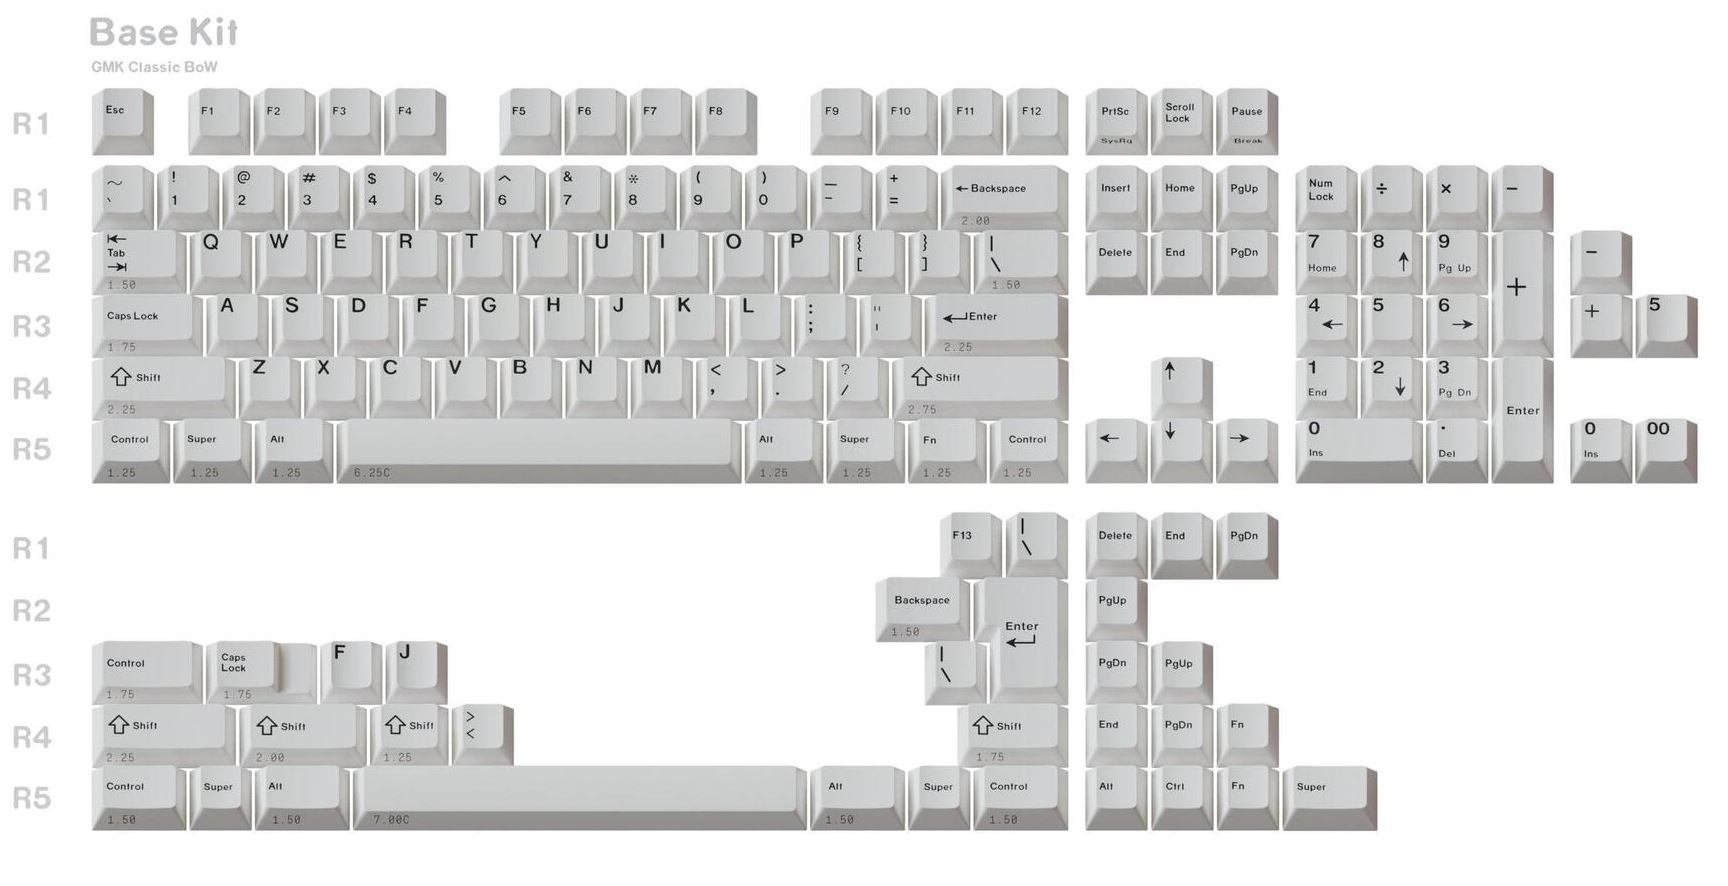 Base Kit
GMK Classic BoW
R1 Esc F1 F2 F3 F4 F5 F6 F7 F8 F9 F10 F11 F12 PrtSc Scroll Pause
Lock
SysRq Break
R1 ~ ! @ # $ % ^ & * ( ) — + ←Backspace Insert Home PgUp Num ÷ × −
` 1 2 3 4 5 6 7 8 9 0 - = Lock
2.00
R2 Tab Q W E R T Y U I O P { } | Delete End PgDn 7 8 ↑ 9 + −
[ ] \ Home Pg Up
1.50 1.50
R3 Caps Lock A S D F G H J K L : " Enter 4 5 6 + 5
; ' ← →
1.75 2.25
R4 Shift Z X C V B N M < > ? Shift ↑ 1 2 3 Enter
, . / End ↓ Pg Dn
2.25 2.75
R5 Control Super Alt Alt Super Fn Control ← ↓ → 0 . 0 00
Ins Del Ins
1.25 1.25 1.25 6.25C 1.25 1.25 1.25 1.25
R1 F13 | Delete End PgDn
\
R2 Backspace Enter PgUp
1.50
R3 Control Caps F J | PgDn PgUp
Lock \
1.75 1.75
R4 Shift Shift Shift > Shift End PgDn Fn
<
2.25 2.00 1.25 1.75
R5 Control Super Alt Alt Super Control Alt Ctrl Fn Super
1.50 1.50 7.00C 1.50 1.50